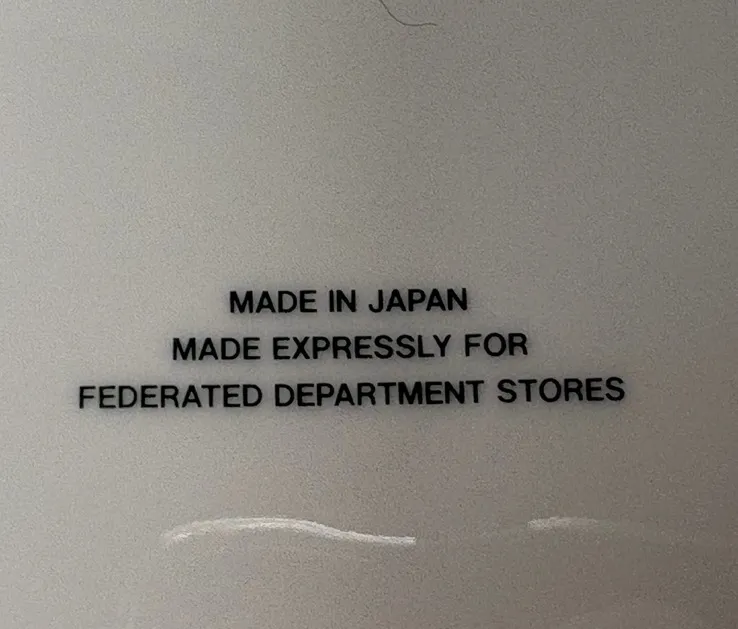 MADE IN JAPAN
MADE EXPRESSLY FOR
FEDERATED DEPARTMENT STORES